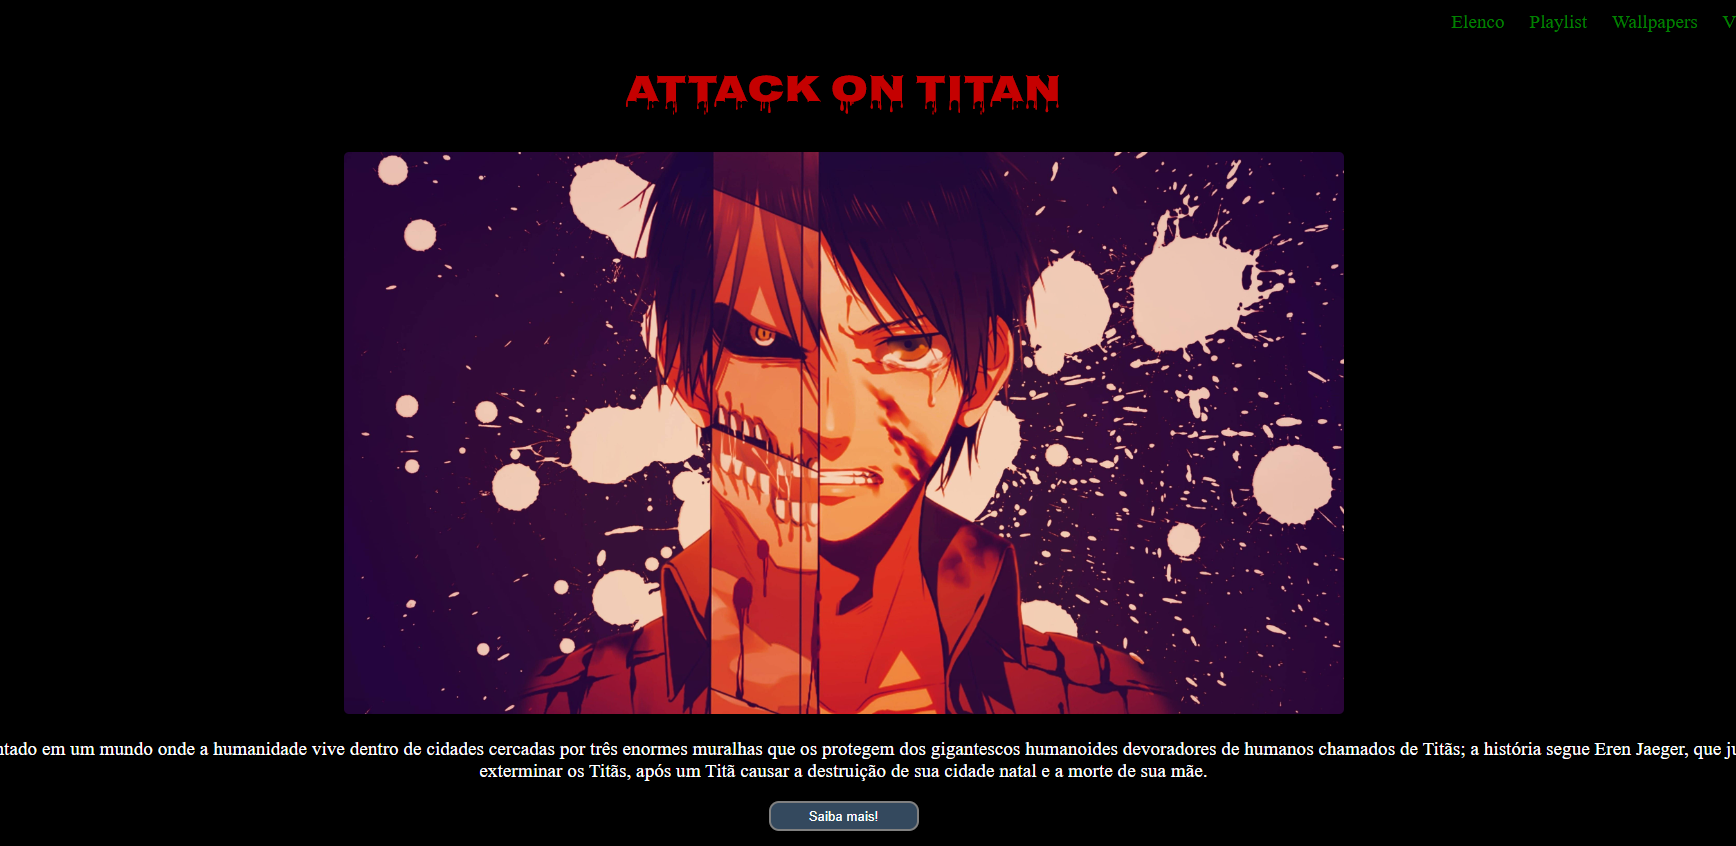 Elenco Playlist Wallpapers
ATTACK ON TITAN
em um mundo onde a humanidade vive dentro de cidades cercadas por três enormes muralhas que os protegem dos gigantescos humanoides devoradores de humanos chamados de Titãs; a história segue Eren Jaeger, que
exterminar os Titãs, após um Titã causar a destruição de sua cidade natal e a morte de sua mãe.
Saiba mais!